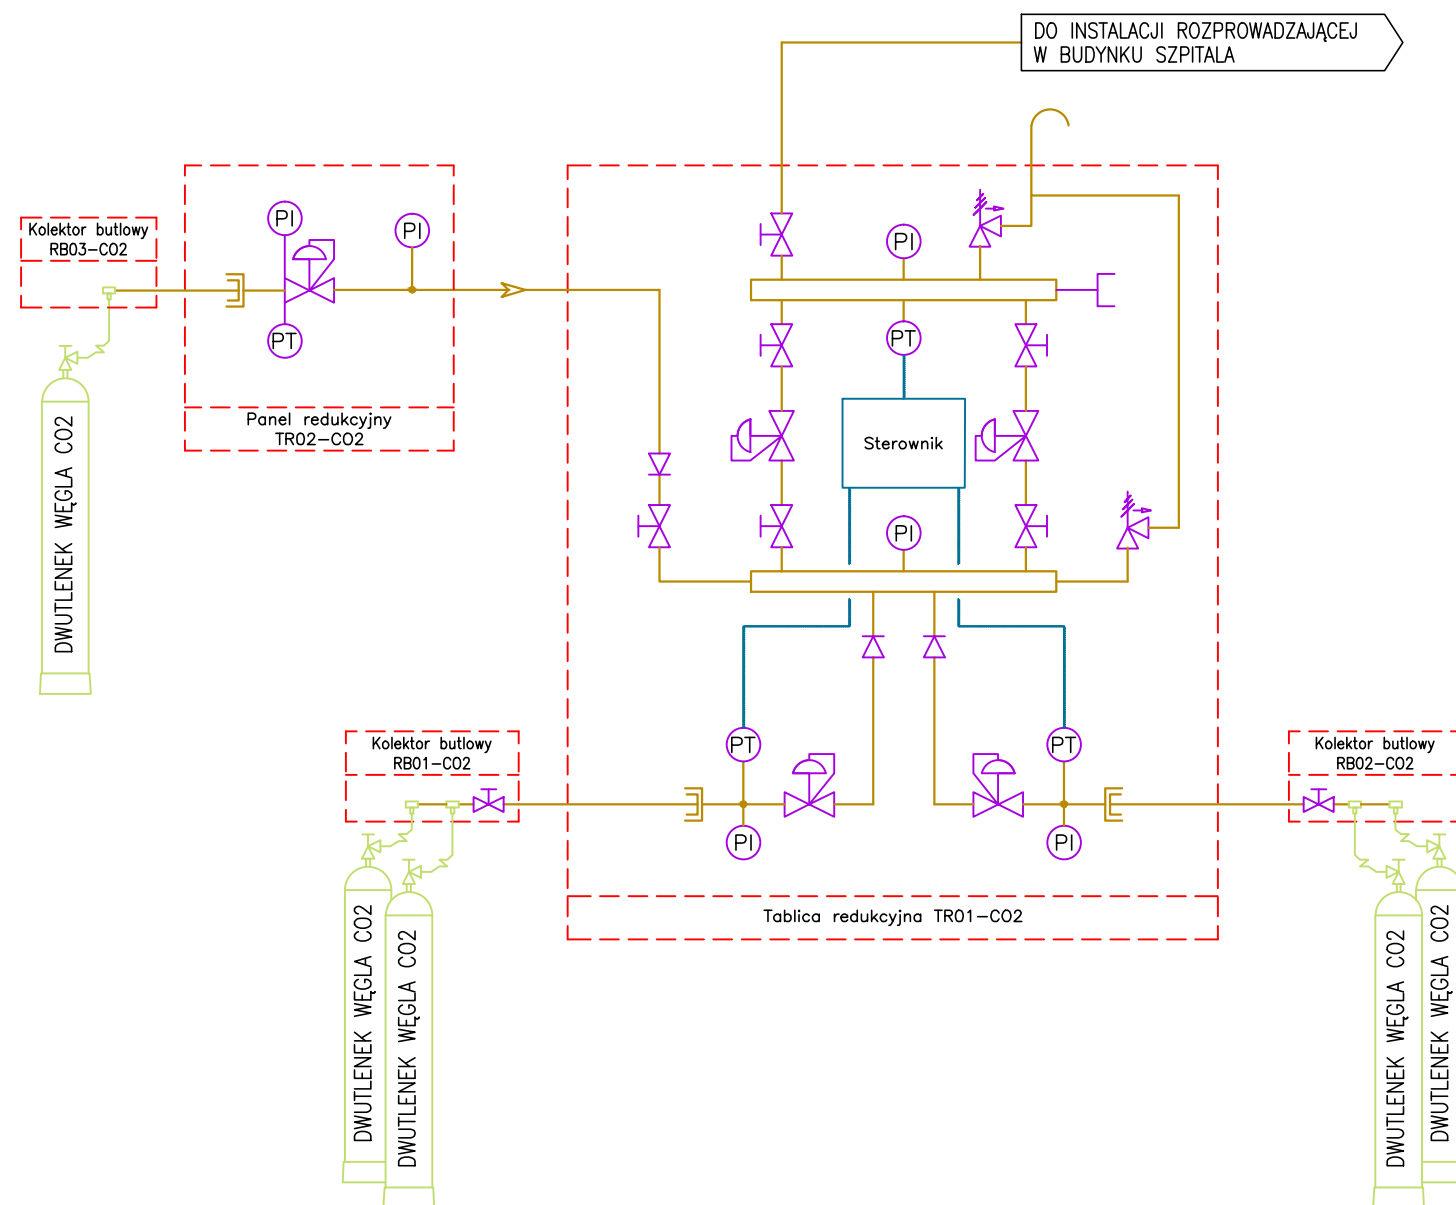 DO INSTALACJI ROZPROWADZAJĄCEJ
W BUDYNKU SZPITALA
Kolektor butlowy
RB03-CO2
PI
PI
PT
Panel redukcyjny
TR02-CO2
DWUTLENEK WĘGLA CO2
PI
PT
Sterownik
PI
PT
PI
PT
PI
Kolektor butlowy
RB01-CO2
Kolektor butlowy
RB02-CO2
Tablica redukcyjna TR01-CO2
DWUTLENEK WĘGLA CO2
DWUTLENEK WĘGLA CO2
DWUTLENEK WĘGLA CO2
DWUTLENEK WĘGLA CO2